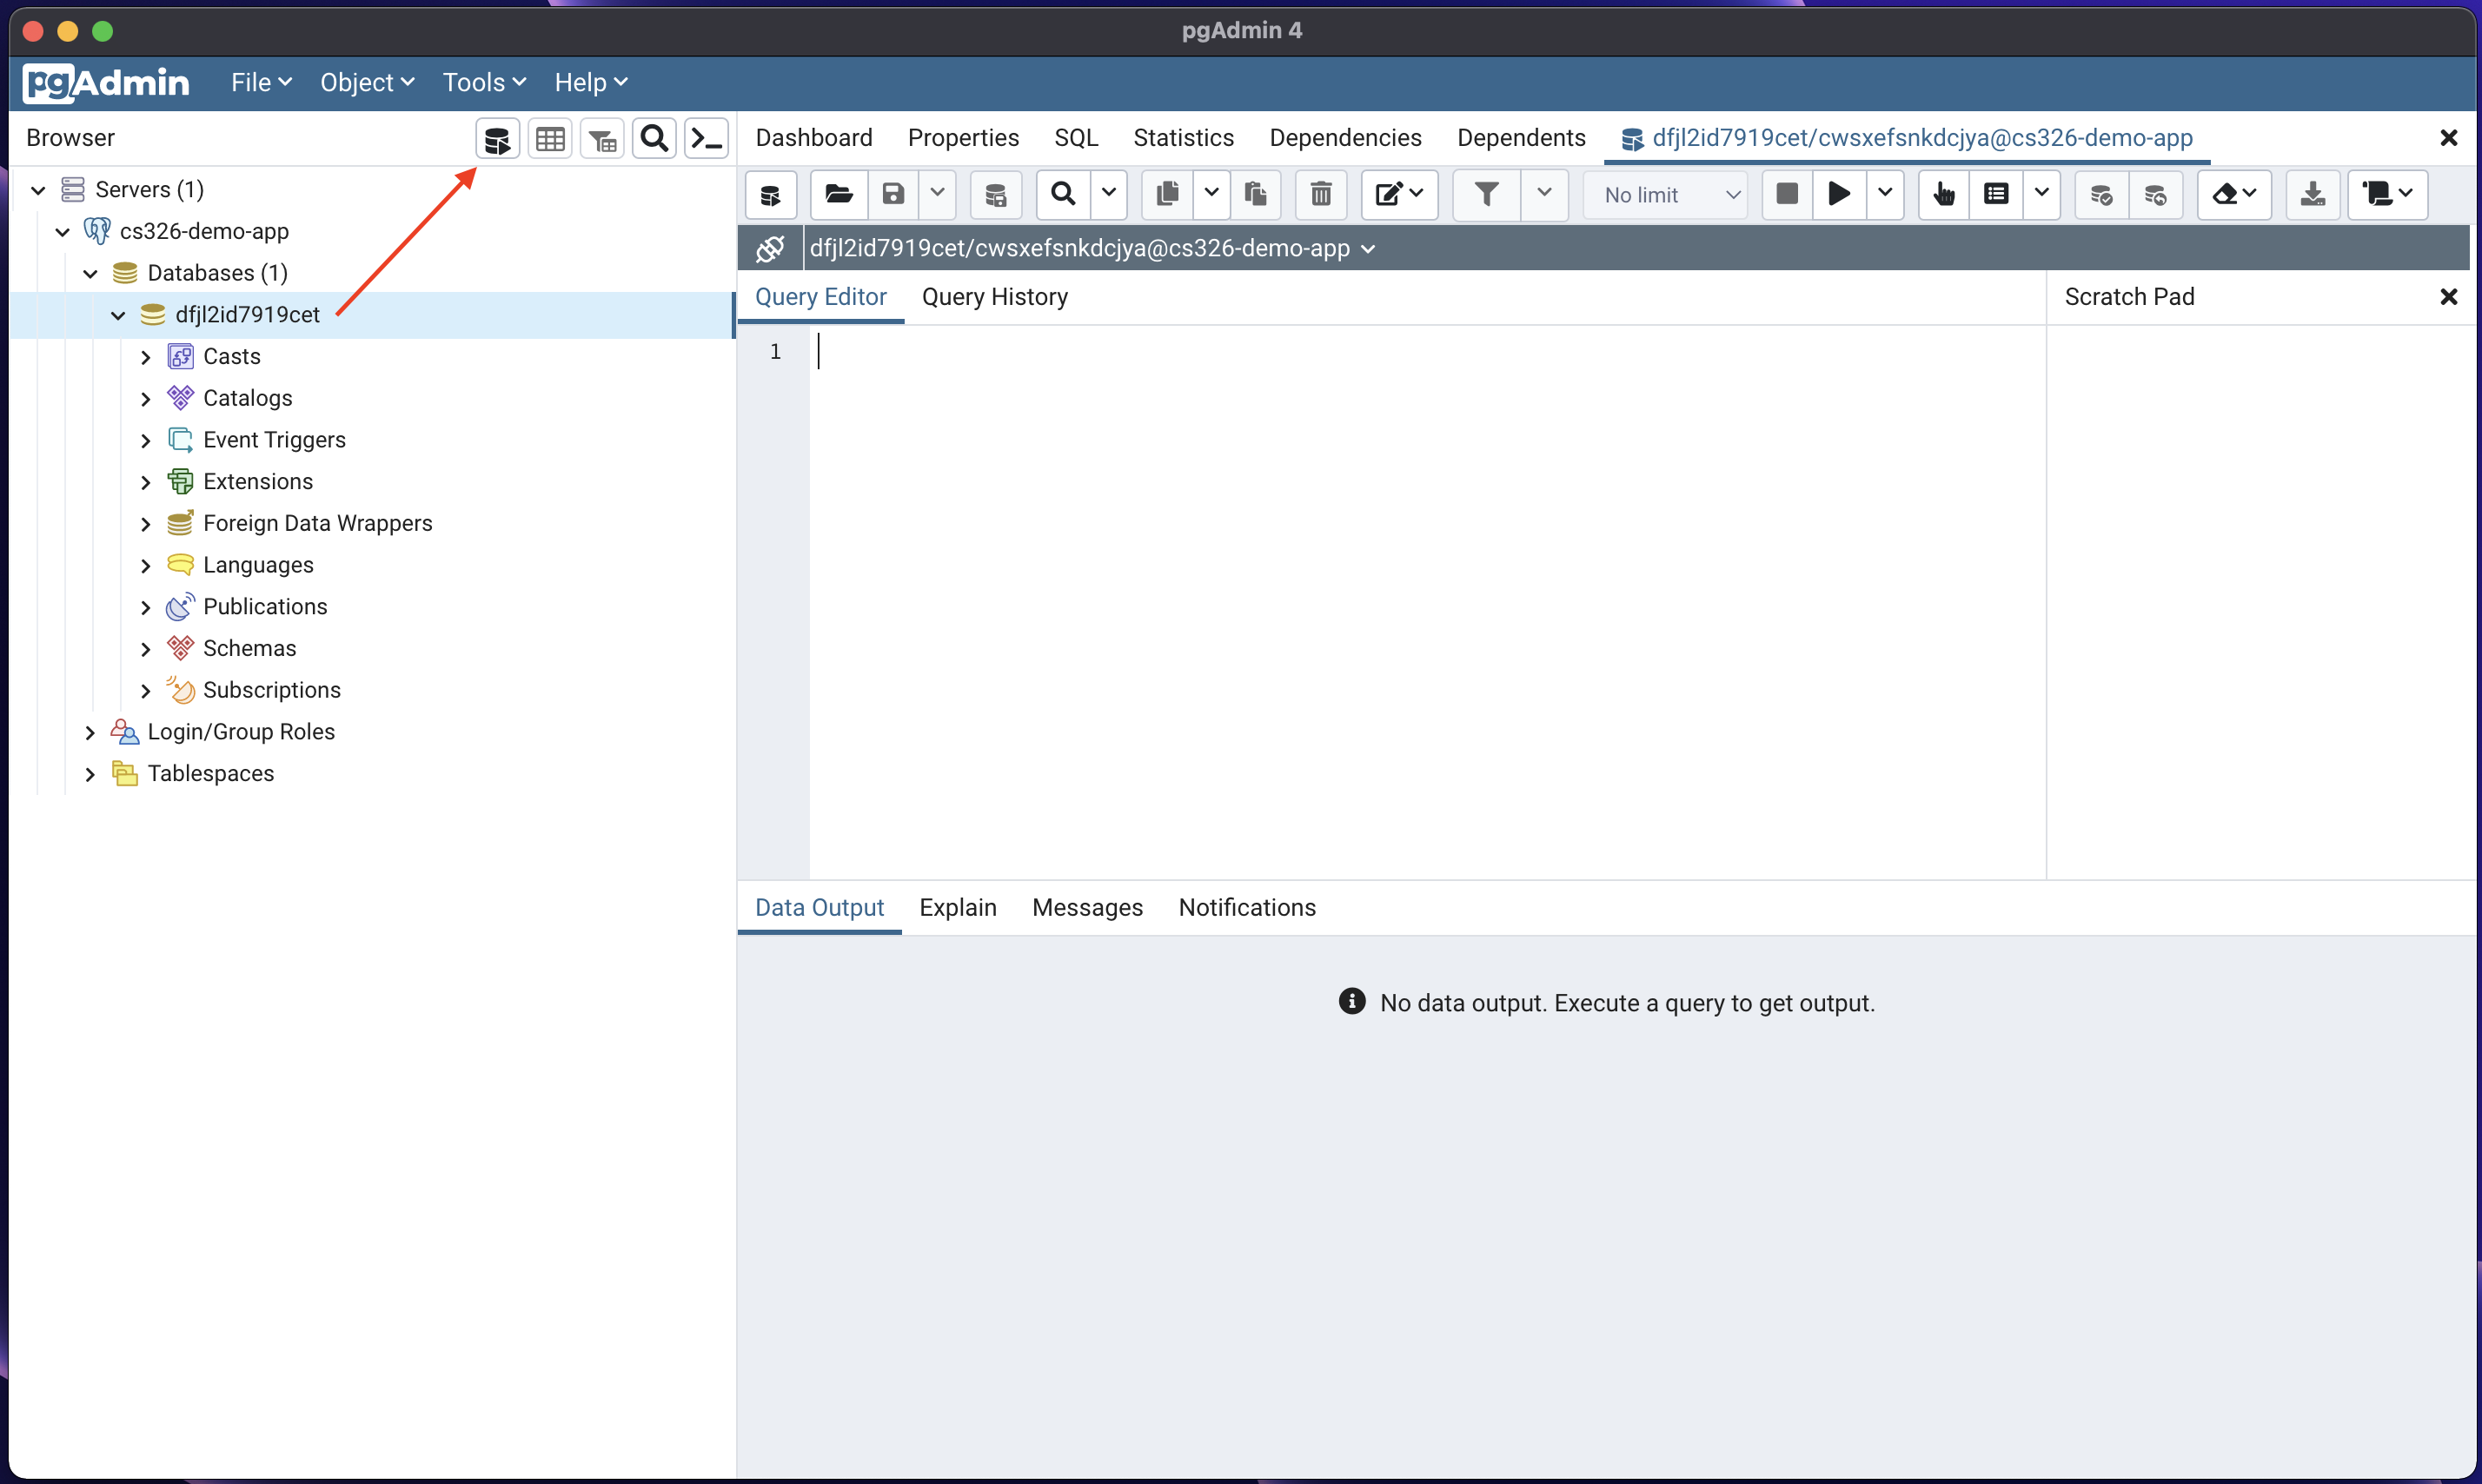 pgAdmin 4
pgAdmin File Object Tools Help
Browser
Dashboard Properties SQL Statistics Dependencies Dependents dfjl2id7919cet/cwsxefsnkdcjya@cs326-demo-app
Servers (1)
cs326-demo-app
Databases (1)
dfjl2id7919cet
Casts
Catalogs
Event Triggers
Extensions
Foreign Data Wrappers
Languages
Publications
Schemas
Subscriptions
Login/Group Roles
Tablespaces
No limit
dfjl2id7919cet/cwsxefsnkdcjya@cs326-demo-app
Query Editor Query History
Scratch Pad
1
Data Output Explain Messages Notifications
No data output. Execute a query to get output.